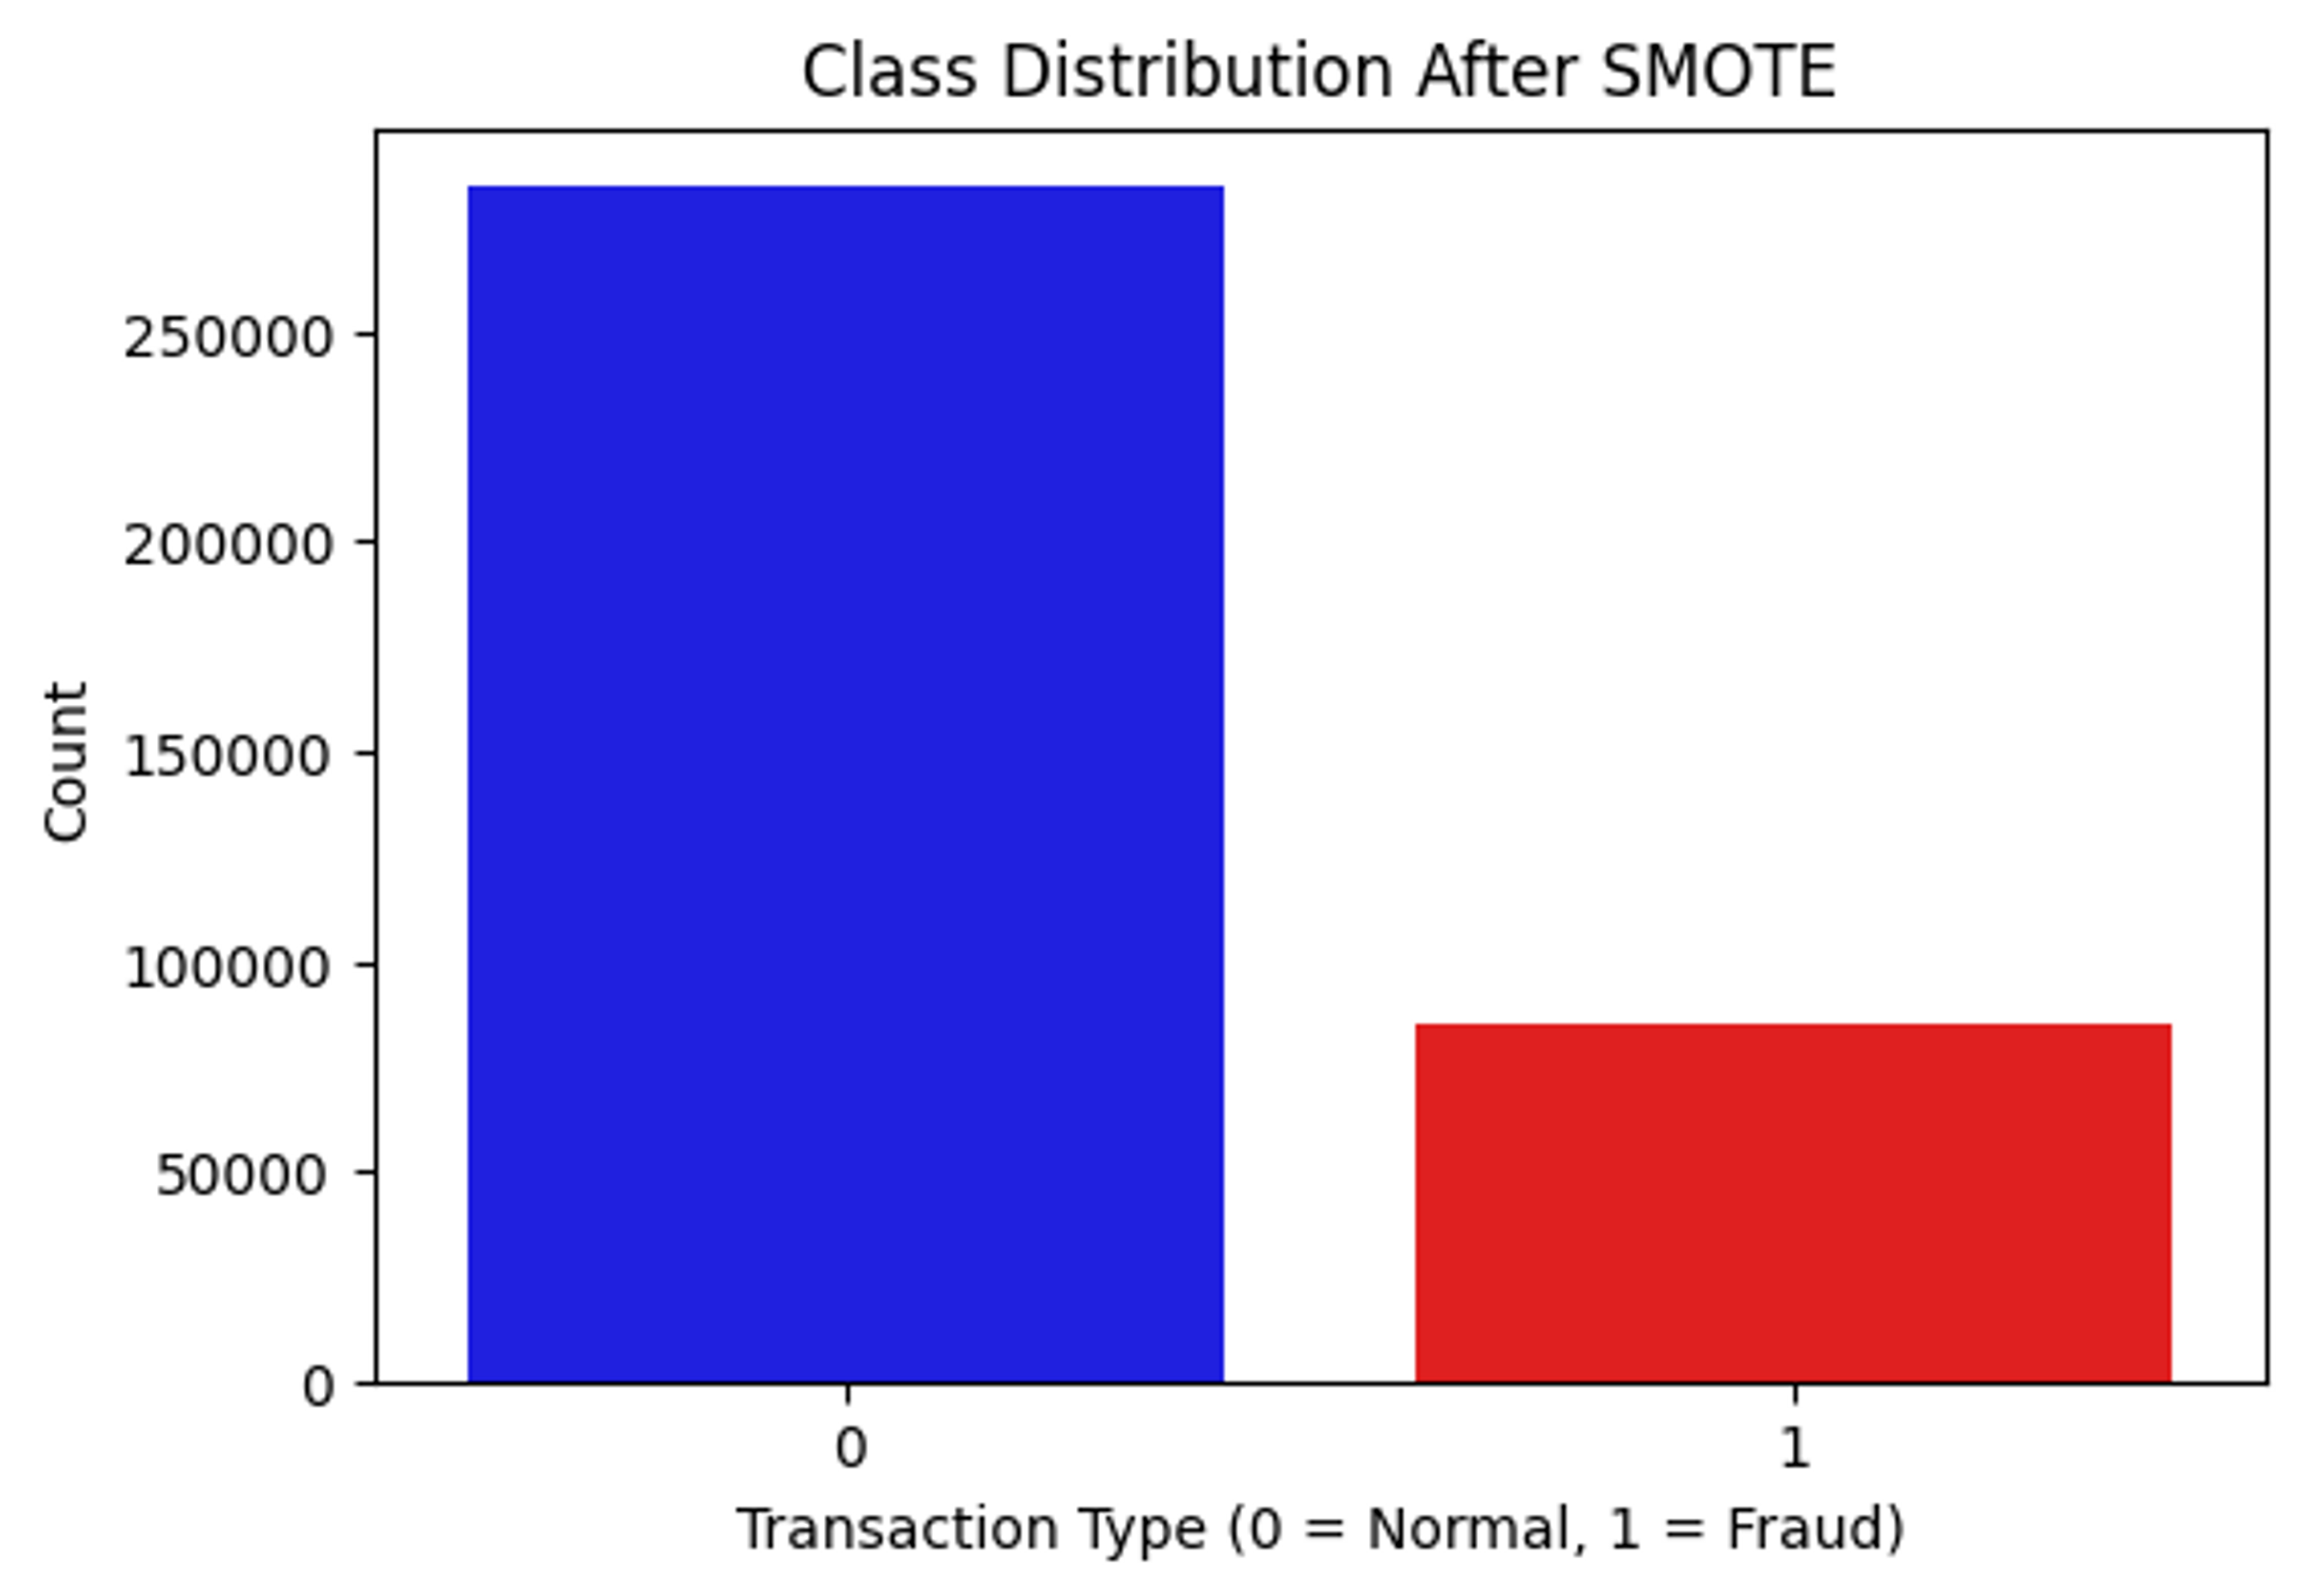 Class Distribution After SMOTE
250000
200000
150000
100000
50000
0
Count
0
1
Transaction Type (0 = Normal, 1 = Fraud)